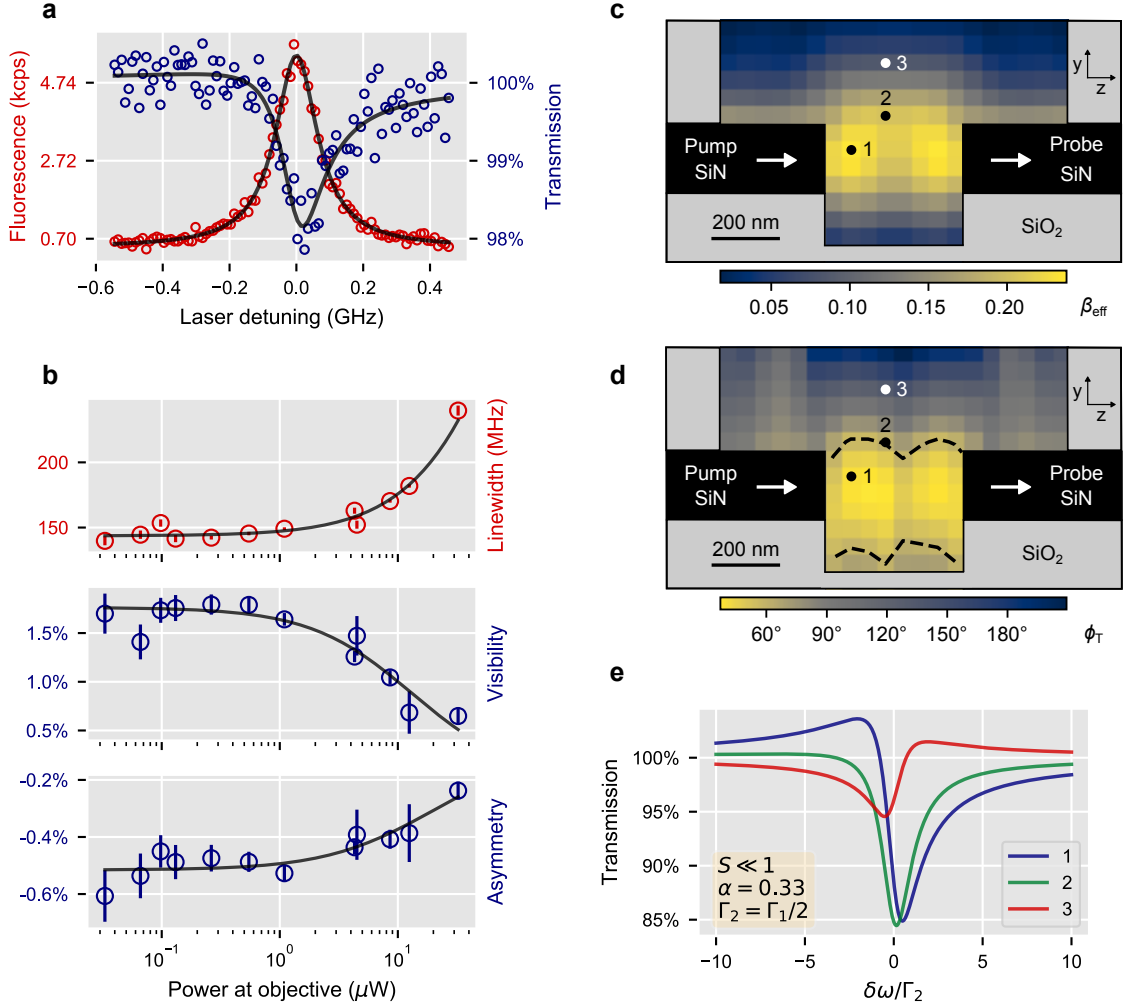 a
Fluorescence (kcps)
4.74
2.72
0.70
100%
99%
98%
Transmission
−0.6
−0.4
−0.2
0.0
0.2
0.4
Laser detuning (GHz)
b
200
150
Linewidth (MHz)
1.5%
1.0%
0.5%
Visibility
−0.2%
−0.4%
−0.6%
Asymmetry
10⁻¹
10⁰
10¹
Power at objective (μW)
c
3
2
1
y
z
Pump
SiN
Probe
SiN
200 nm
SiO₂
0.05
0.10
0.15
0.20
β_eff
d
3
2
1
y
z
Pump
SiN
Probe
SiN
200 nm
SiO₂
60°
90°
120°
150°
180°
ϕ_T
e
Transmission
100%
95%
90%
85%
S ≪ 1
α = 0.33
Γ₂ = Γ₁/2
1
2
3
−10
−5
0
5
10
δω/Γ₂